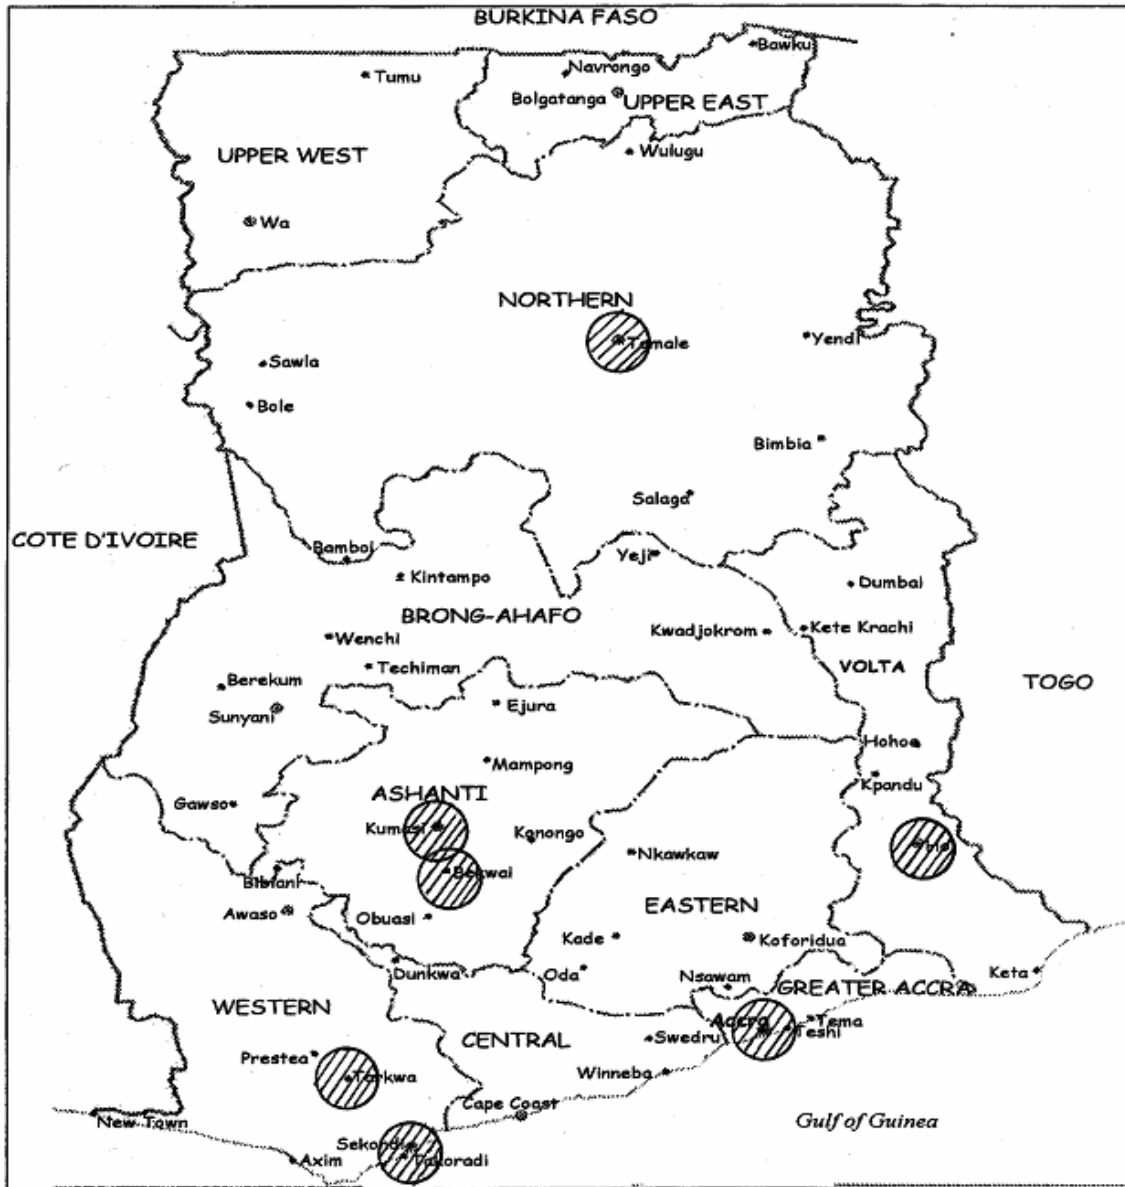 BURKINA FASO
Bawku
Navrongo
Tumu
Bolgatanga
UPPER EAST
Wulugu
UPPER WEST
Wa
NORTHERN
Tamale
Yendi
Sawla
Bole
Bimbia
Salaga
COTE D'IVOIRE
Bamboi
Yeji
Kintampo
Dumbai
BRONG-AHAFO
Kwadjokrom
Kete Krachi
Wenchi
Techiman
VOLTA
Berekum
TOGO
Ejura
Sunyani
Hohoe
Mampong
Kpandu
ASHANTI
Gawso
Kumasi
Konongo
Ho
Nkawkaw
Bekwai
Bibiani
EASTERN
Awaso
Obuasi
Kade
Koforidua
Dunkwa
Oda
Nsawam
Keta
GREATER ACCRA
WESTERN
Accra
Tema
Teshi
CENTRAL
Swedru
Prestea
Winneba
Tarkwa
Cape Coast
New Town
Gulf of Guinea
Sekondi
Axim
Takoradi